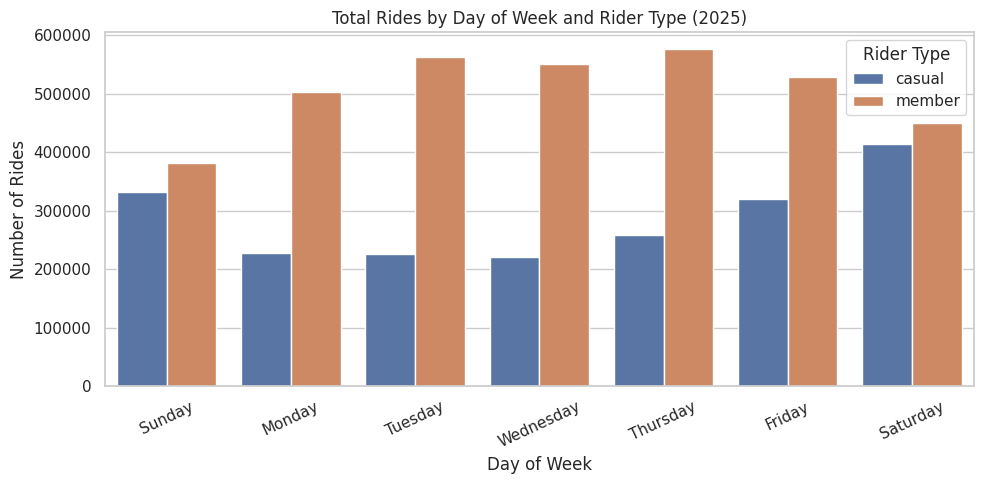 Total Rides by Day of Week and Rider Type (2025)
Number of Rides
600000
500000
400000
300000
200000
100000
0
Rider Type
casual
member
Sunday
Monday
Tuesday
Wednesday
Thursday
Friday
Saturday
Day of Week